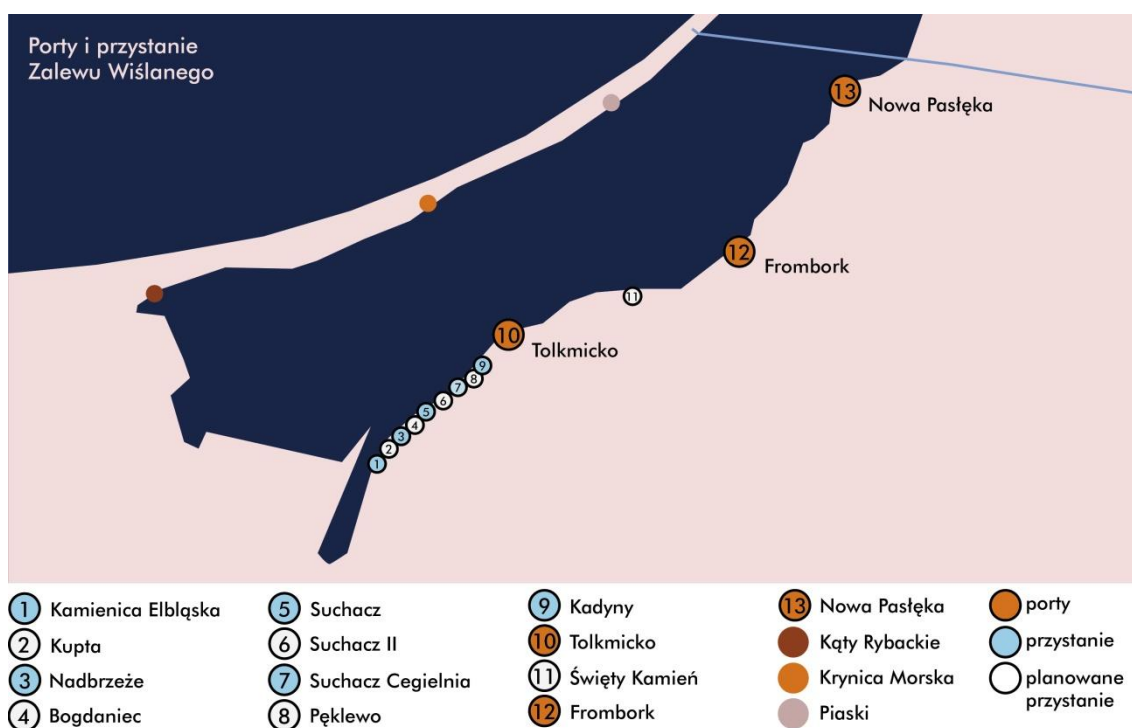 Porty i przystanie
Zalewu Wiślanego
13
Nowa Pasłęka
12
Frombork
11
10
Tolkmicko
9
8
7
6
5
4
3
2
1
1 Kamienica Elbląska
2 Kupta
3 Nadbrzeże
4 Bogdaniec
5 Suchacz
6 Suchacz II
7 Suchacz Cegielnia
8 Pęklewo
9 Kadyny
10 Tolkmicko
11 Święty Kamień
12 Frombork
13 Nowa Pasłęka
Kąty Rybackie
Krynica Morska
Piaski
porty
przystanie
planowane
przystanie